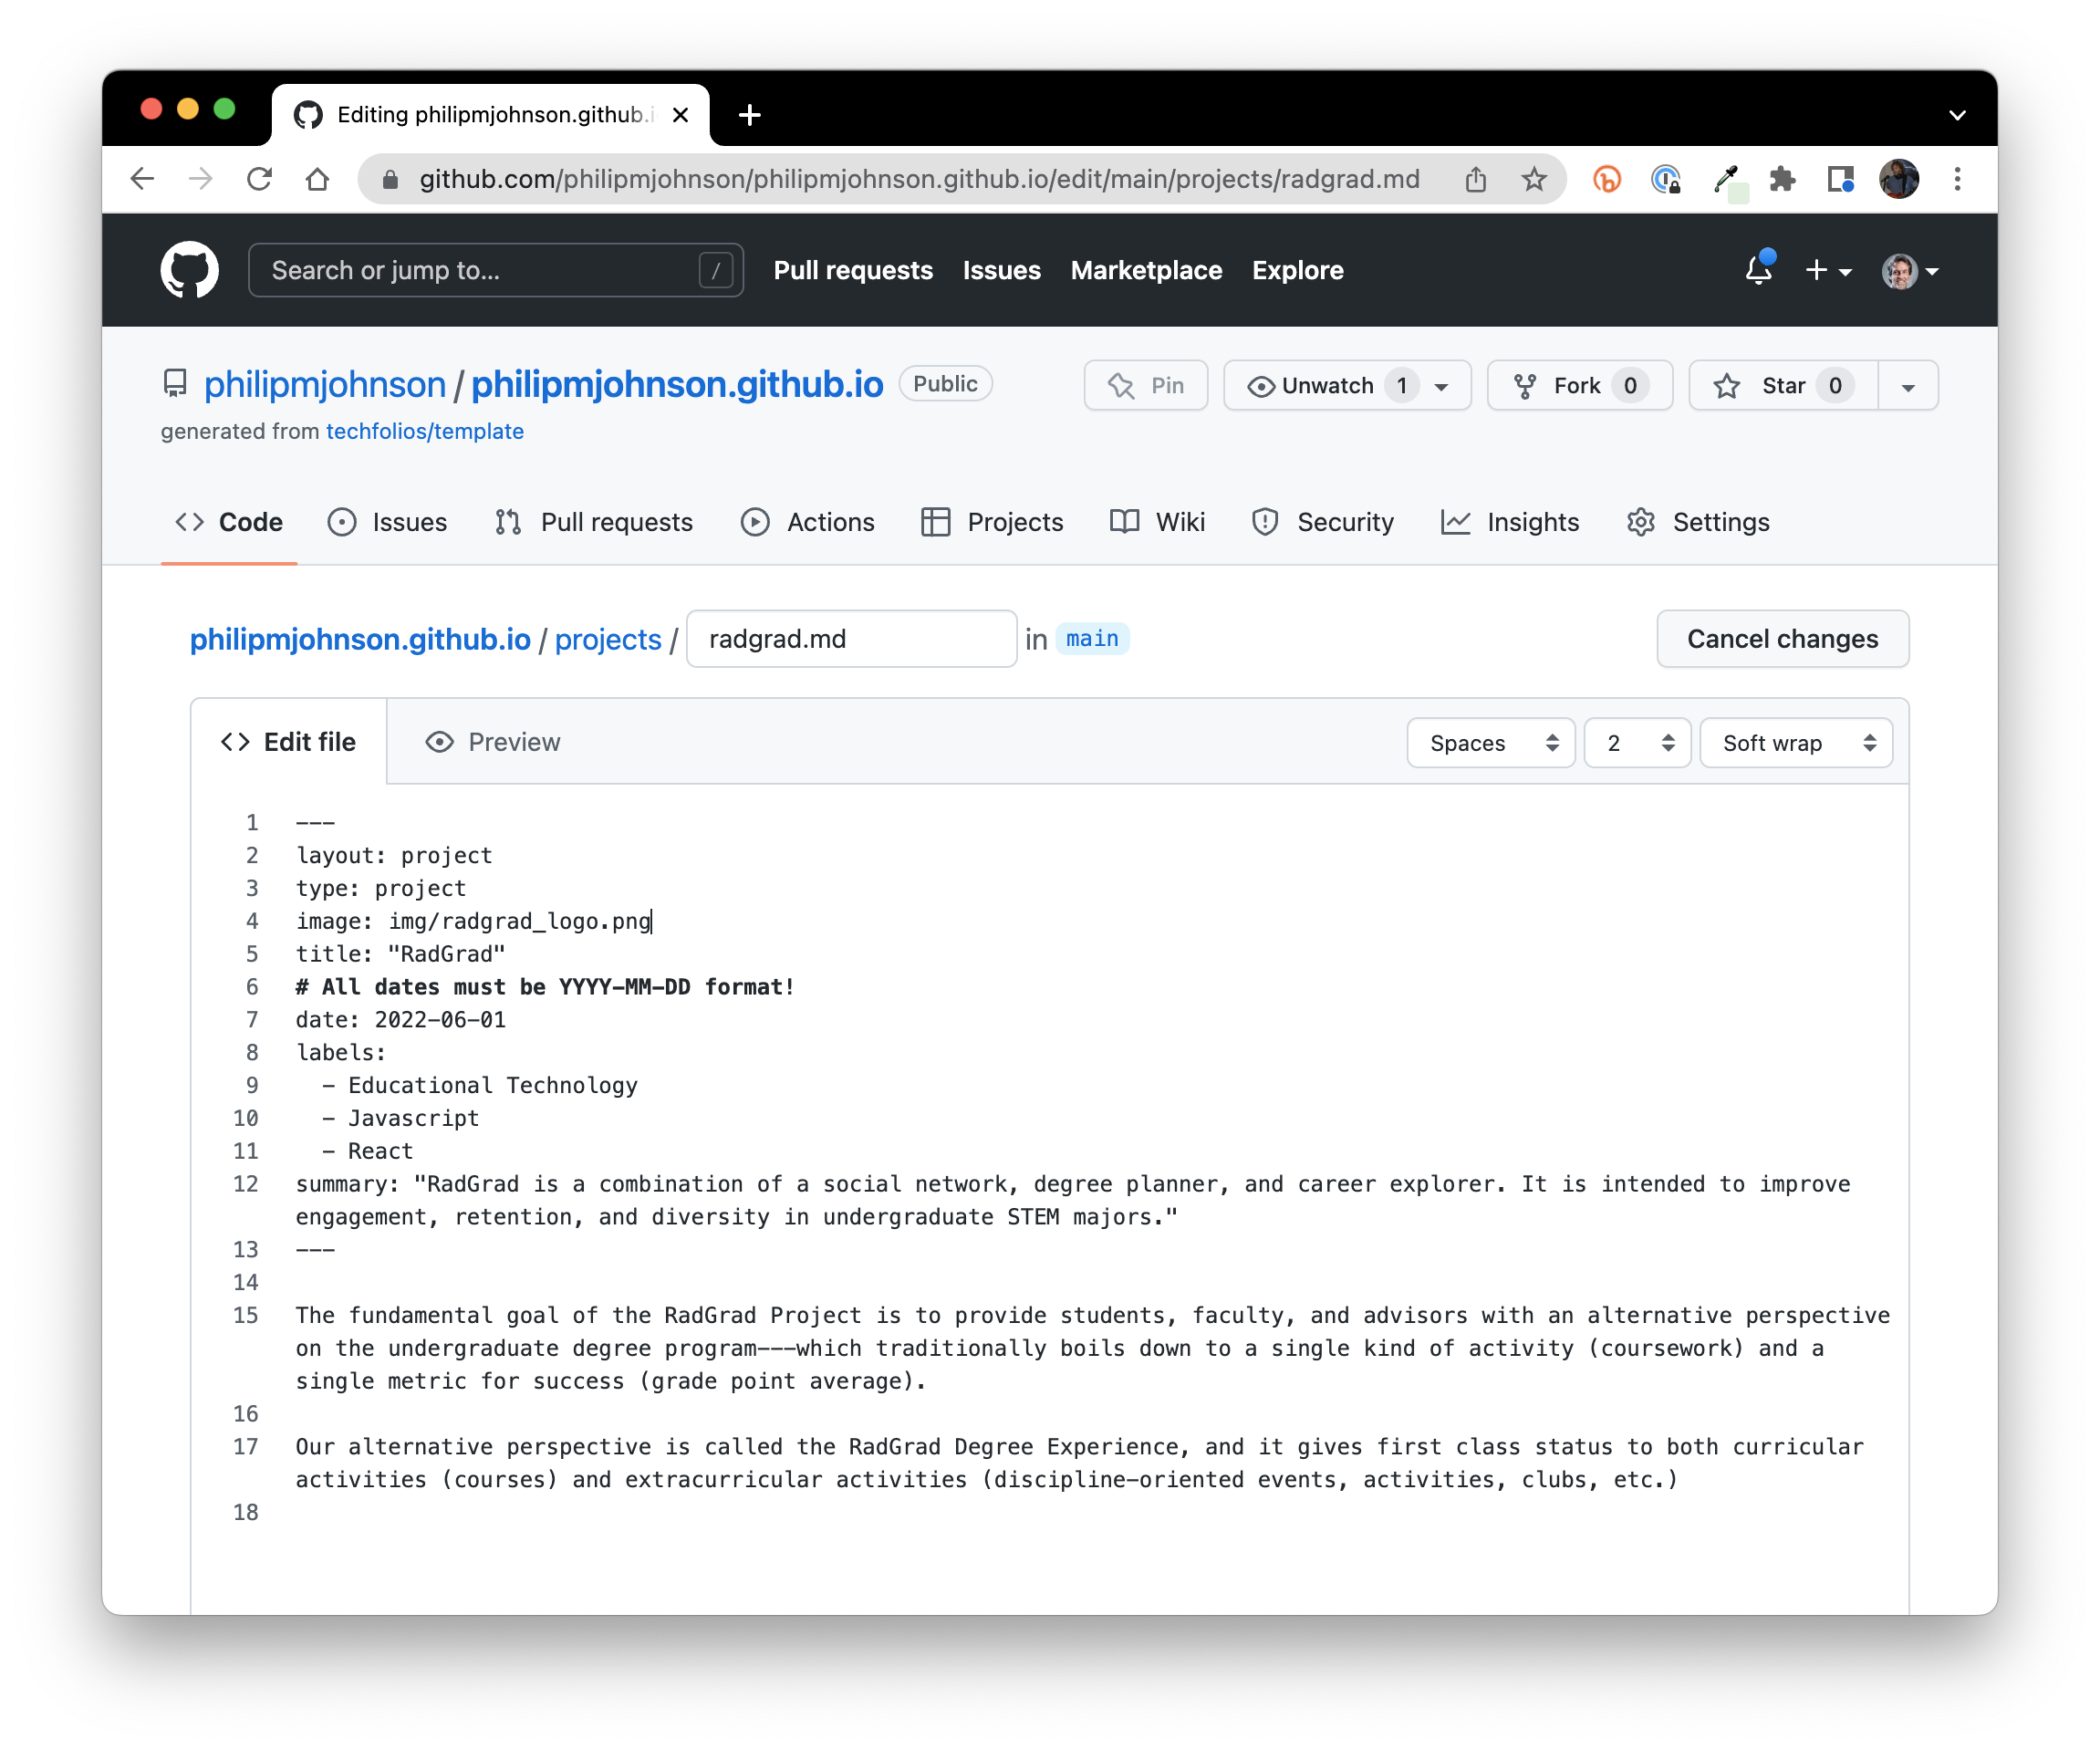 Editing philipmjohnson.github.i
github.com/philipmjohnson/philipmjohnson.github.io/edit/main/projects/radgrad.md
Search or jump to... /
Pull requests Issues Marketplace Explore
philipmjohnson / philipmjohnson.github.io Public
Pin Unwatch 1 Fork 0 Star 0
generated from techfolios/template
Code Issues Pull requests Actions Projects Wiki Security Insights Settings
philipmjohnson.github.io / projects / radgrad.md in main
Cancel changes
Edit file Preview Spaces 2 Soft wrap
1 ---
2 layout: project
3 type: project
4 image: img/radgrad_logo.png
5 title: "RadGrad"
6 # All dates must be YYYY-MM-DD format!
7 date: 2022-06-01
8 labels:
9 - Educational Technology
10 - Javascript
11 - React
12 summary: "RadGrad is a combination of a social network, degree planner, and career explorer. It is intended to improve
engagement, retention, and diversity in undergraduate STEM majors."
13 ---
14
15 The fundamental goal of the RadGrad Project is to provide students, faculty, and advisors with an alternative perspective
on the undergraduate degree program---which traditionally boils down to a single kind of activity (coursework) and a
single metric for success (grade point average).
16
17 Our alternative perspective is called the RadGrad Degree Experience, and it gives first class status to both curricular
activities (courses) and extracurricular activities (discipline-oriented events, activities, clubs, etc.)
18